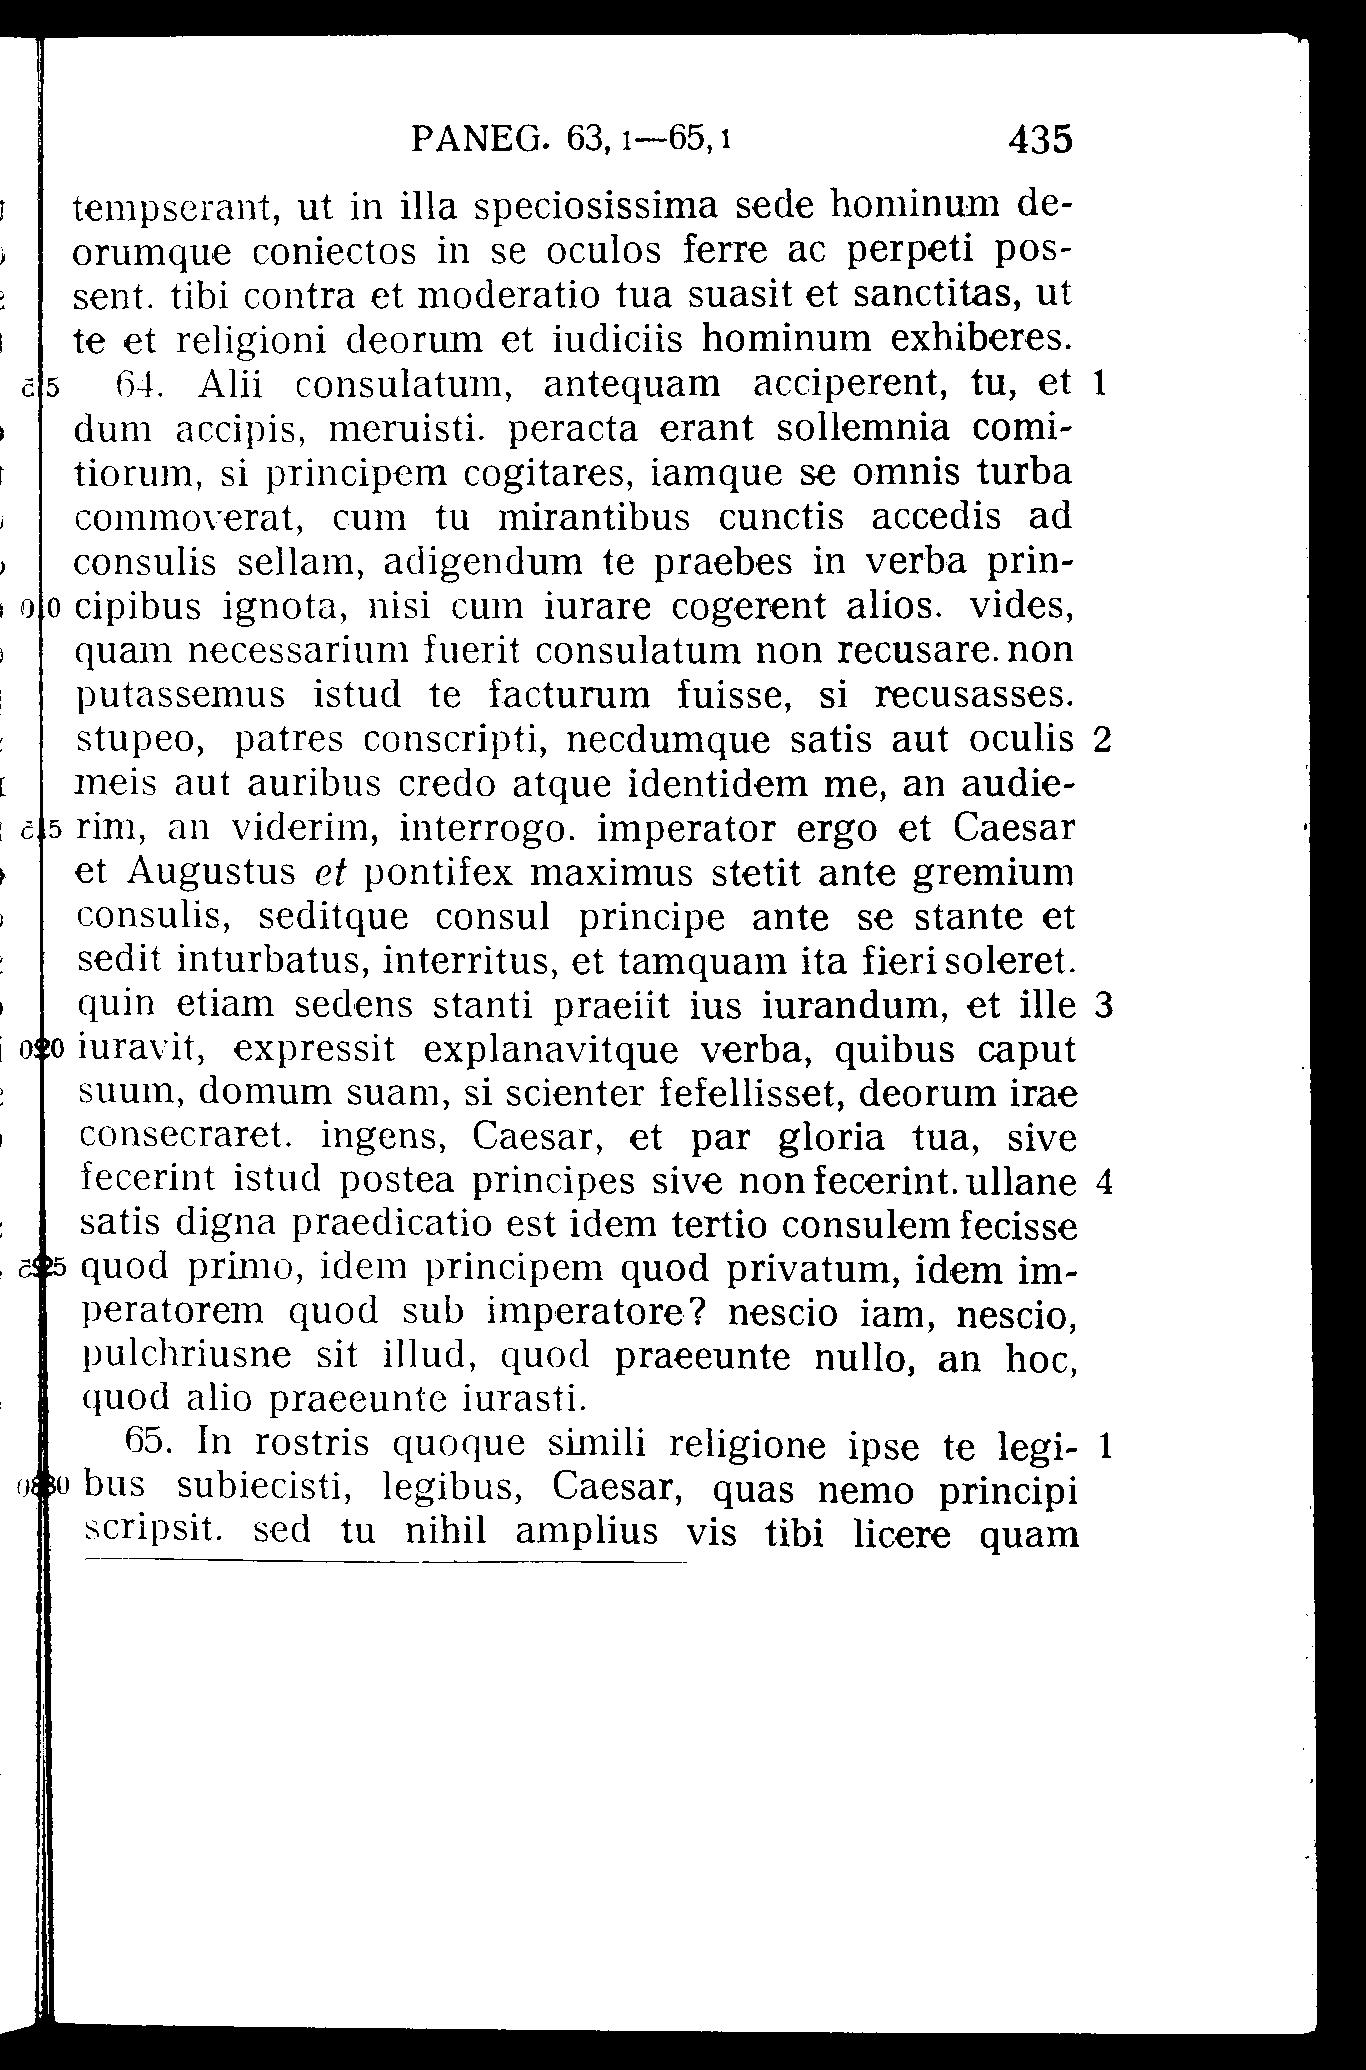 PANEG. 63, 1—65, 1 435
tempserant, ut in illa speciosissima sede hominum de-
orumque coniectos in se oculos ferre ac perpeti pos-
sent. tibi contra et moderatio tua suasit et sanctitas, ut
te et religioni deorum et iudiciis hominum exhiberes.
5 64. Alii consulatum, antequam acciperent, tu, et 1
dum accipis, meruisti. peracta erant sollemnia comi-
tiorum, si principem cogitares, iamque se omnis turba
commoverat, cum tu mirantibus cunctis accedis ad
consulis sellam, adigendum te praebes in verba prin-
10 cipibus ignota, nisi cum iurare cogerent alios. vides,
quam necessarium fuerit consulatum non recusare. non
putassemus istud te facturum fuisse, si recusasses.
stupeo, patres conscripti, necdumque satis aut oculis 2
meis aut auribus credo atque identidem me, an audie-
15 rim, an viderim, interrogo. imperator ergo et Caesar
et Augustus et pontifex maximus stetit ante gremium
consulis, seditque consul principe ante se stante et
sedit inturbatus, interritus, et tamquam ita fieri soleret.
quin etiam sedens stanti praeiit ius iurandum, et ille 3
20 iuravit, expressit explanavitque verba, quibus caput
suum, domum suam, si scienter fefellisset, deorum irae
consecraret. ingens, Caesar, et par gloria tua, sive
fecerint istud postea principes sive non fecerint. ullane 4
satis digna praedicatio est idem tertio consulem fecisse
25 quod primo, idem principem quod privatum, idem im-
peratorem quod sub imperatore? nescio iam, nescio,
pulchriusne sit illud, quod praeeunte nullo, an hoc,
quod alio praeeunte iurasti.
65. In rostris quoque simili religione ipse te legi- 1
30 bus subiecisti, legibus, Caesar, quas nemo principi
scripsit. sed tu nihil amplius vis tibi licere quam